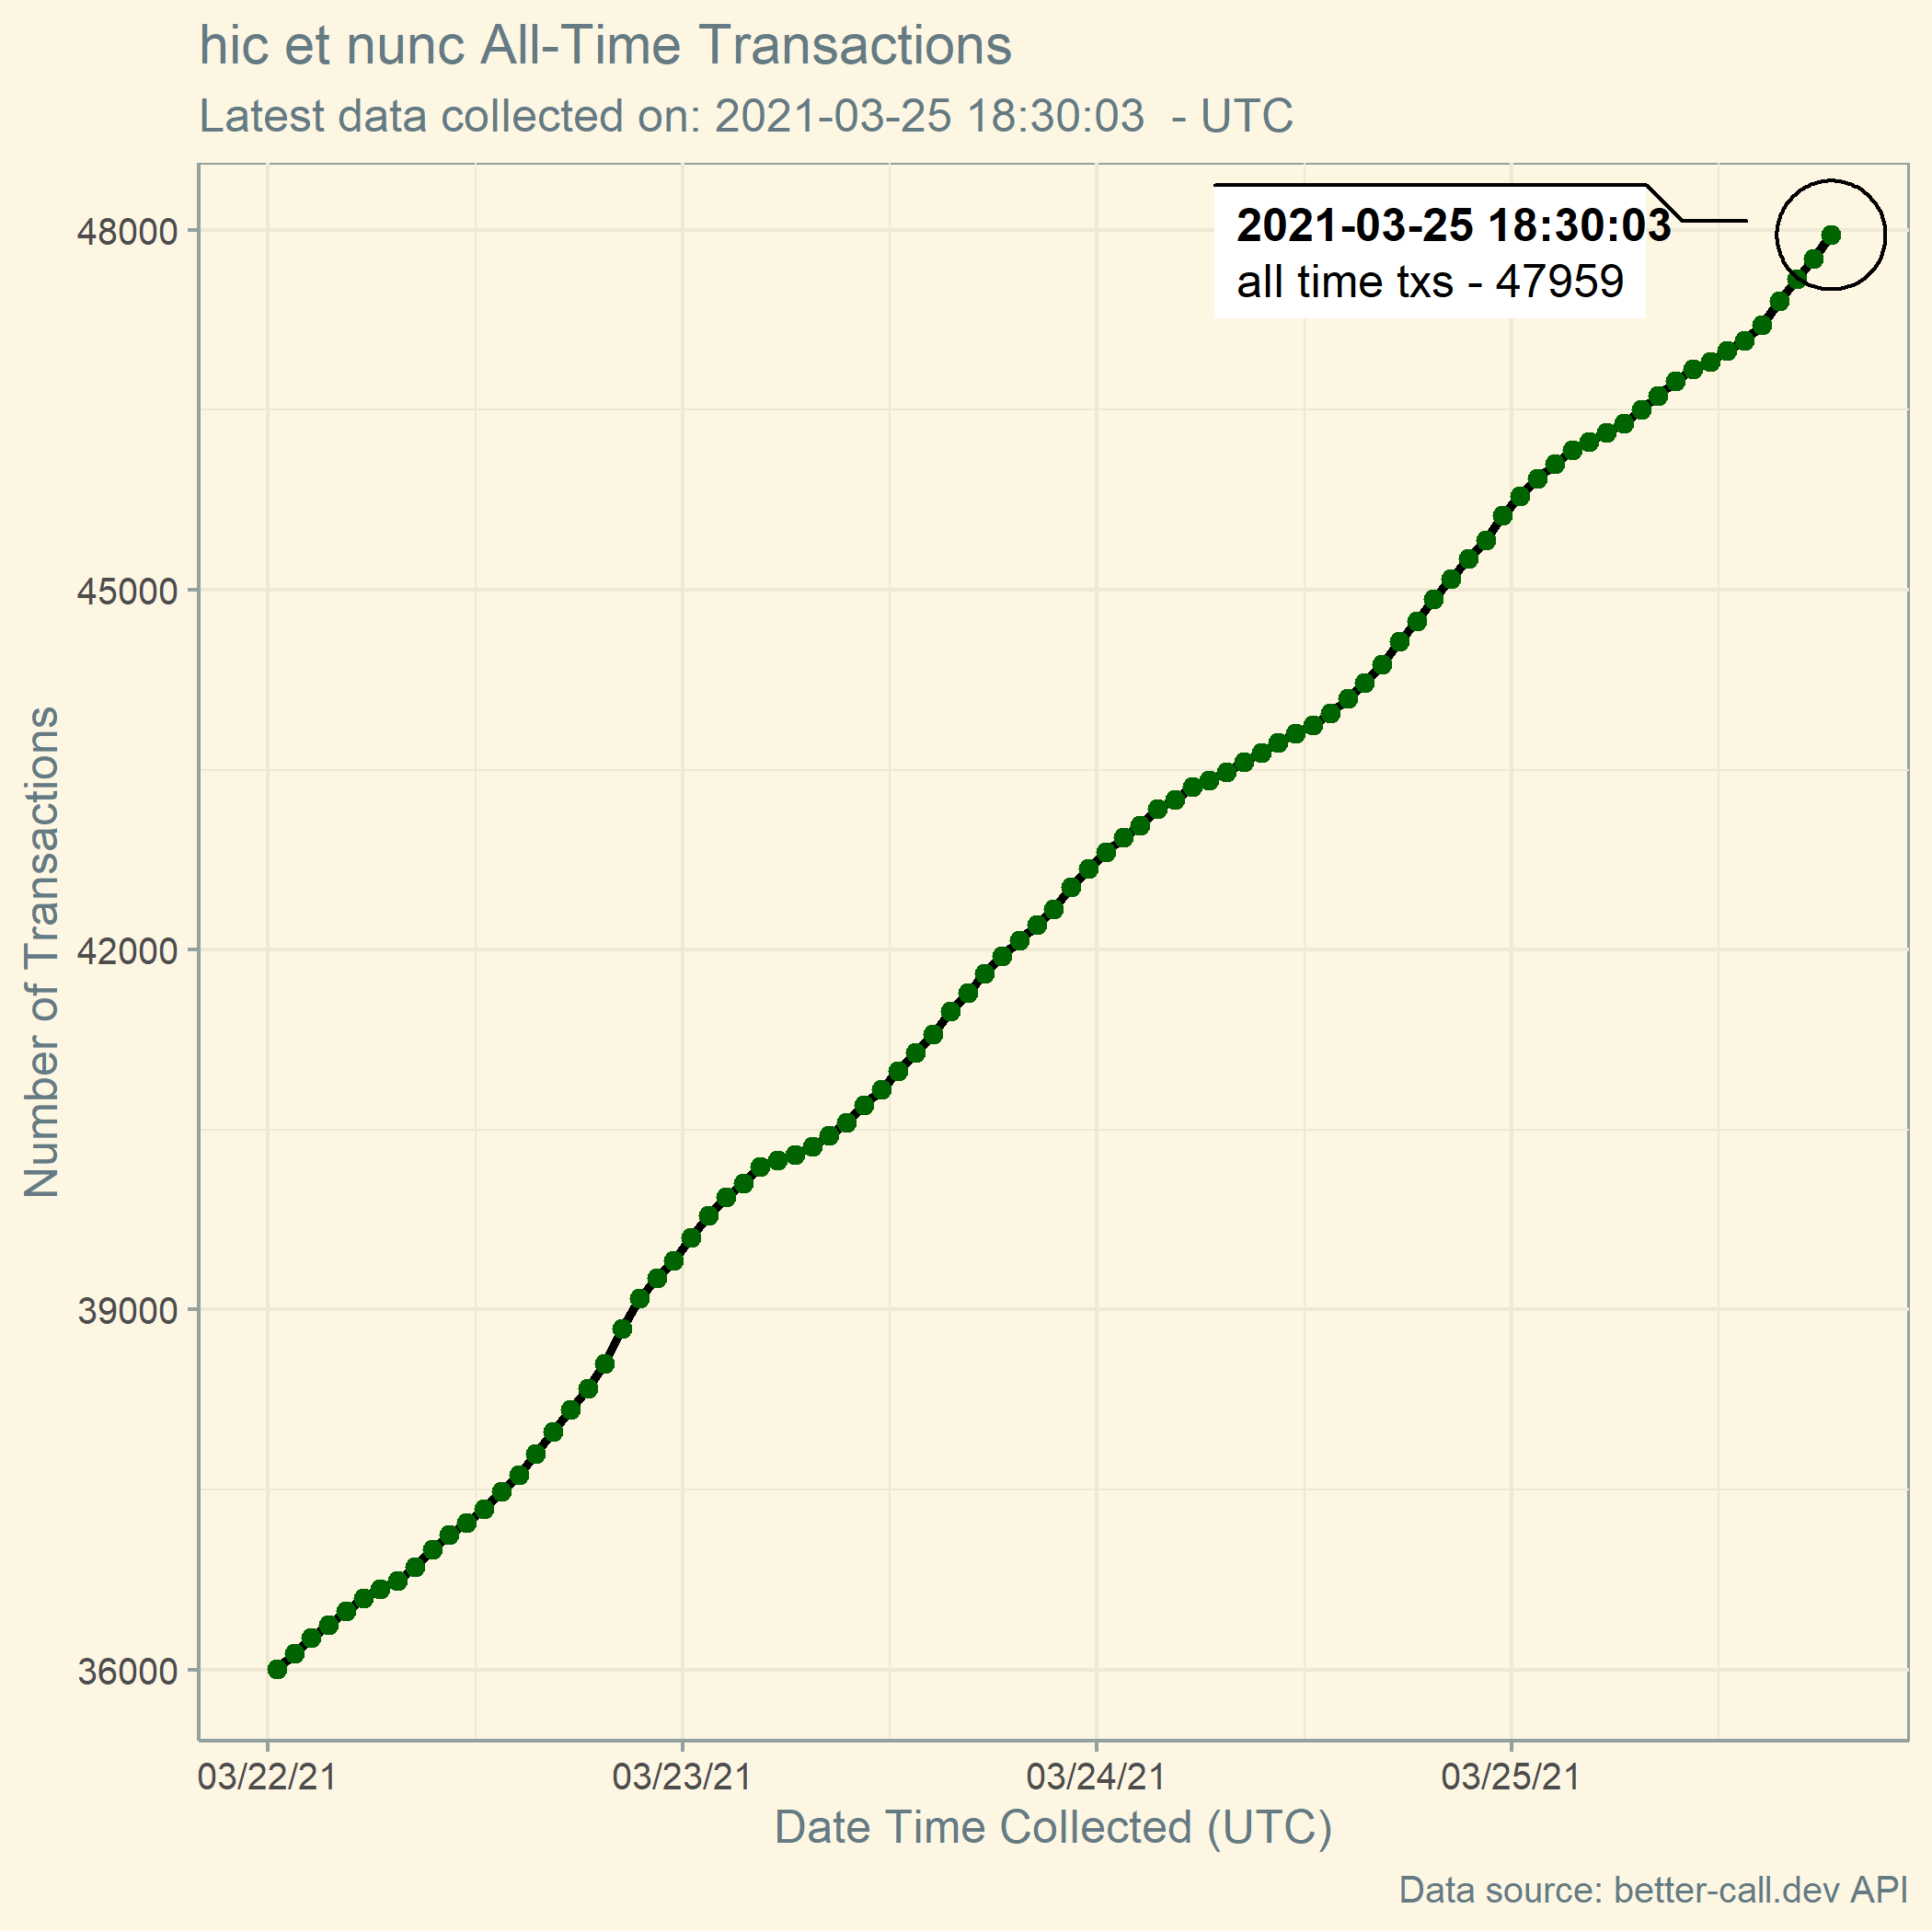 hic et nunc All-Time Transactions
Latest data collected on: 2021-03-25 18:30:03 - UTC
2021-03-25 18:30:03
all time txs - 47959
48000
45000
42000
39000
36000
Number of Transactions
03/22/21
03/23/21
03/24/21
03/25/21
Date Time Collected (UTC)
Data source: better-call.dev API